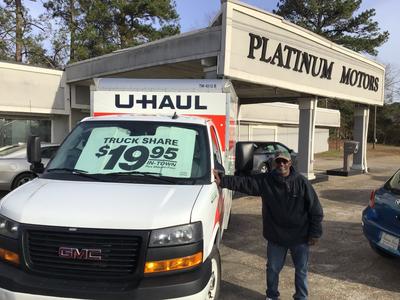 PLATINUM MOTORS
U-HAUL
TRUCK SHARE
$19.95
IN-TOWN
GMC